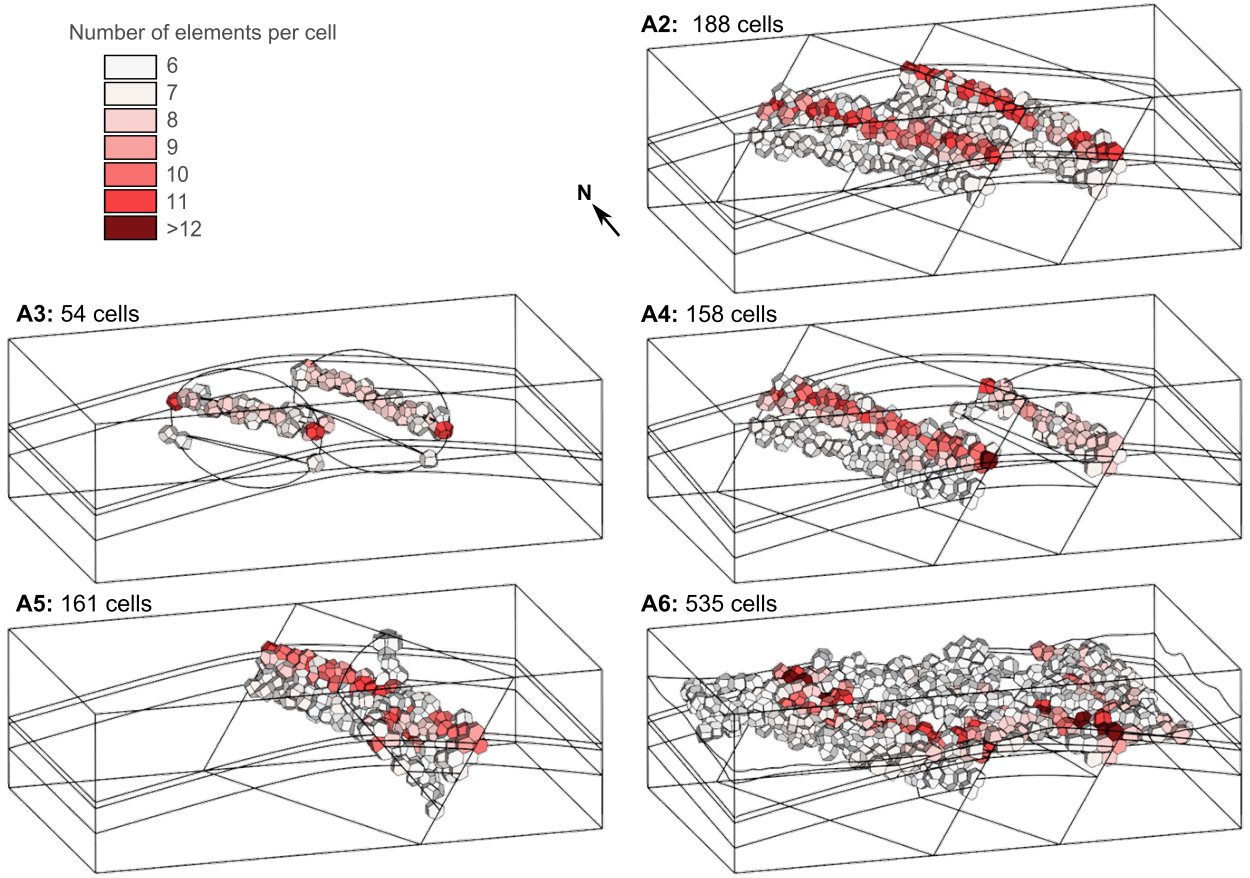 Number of elements per cell
6
7
8
9
10
11
>12
N
A2: 188 cells
A3: 54 cells
A4: 158 cells
A5: 161 cells
A6: 535 cells